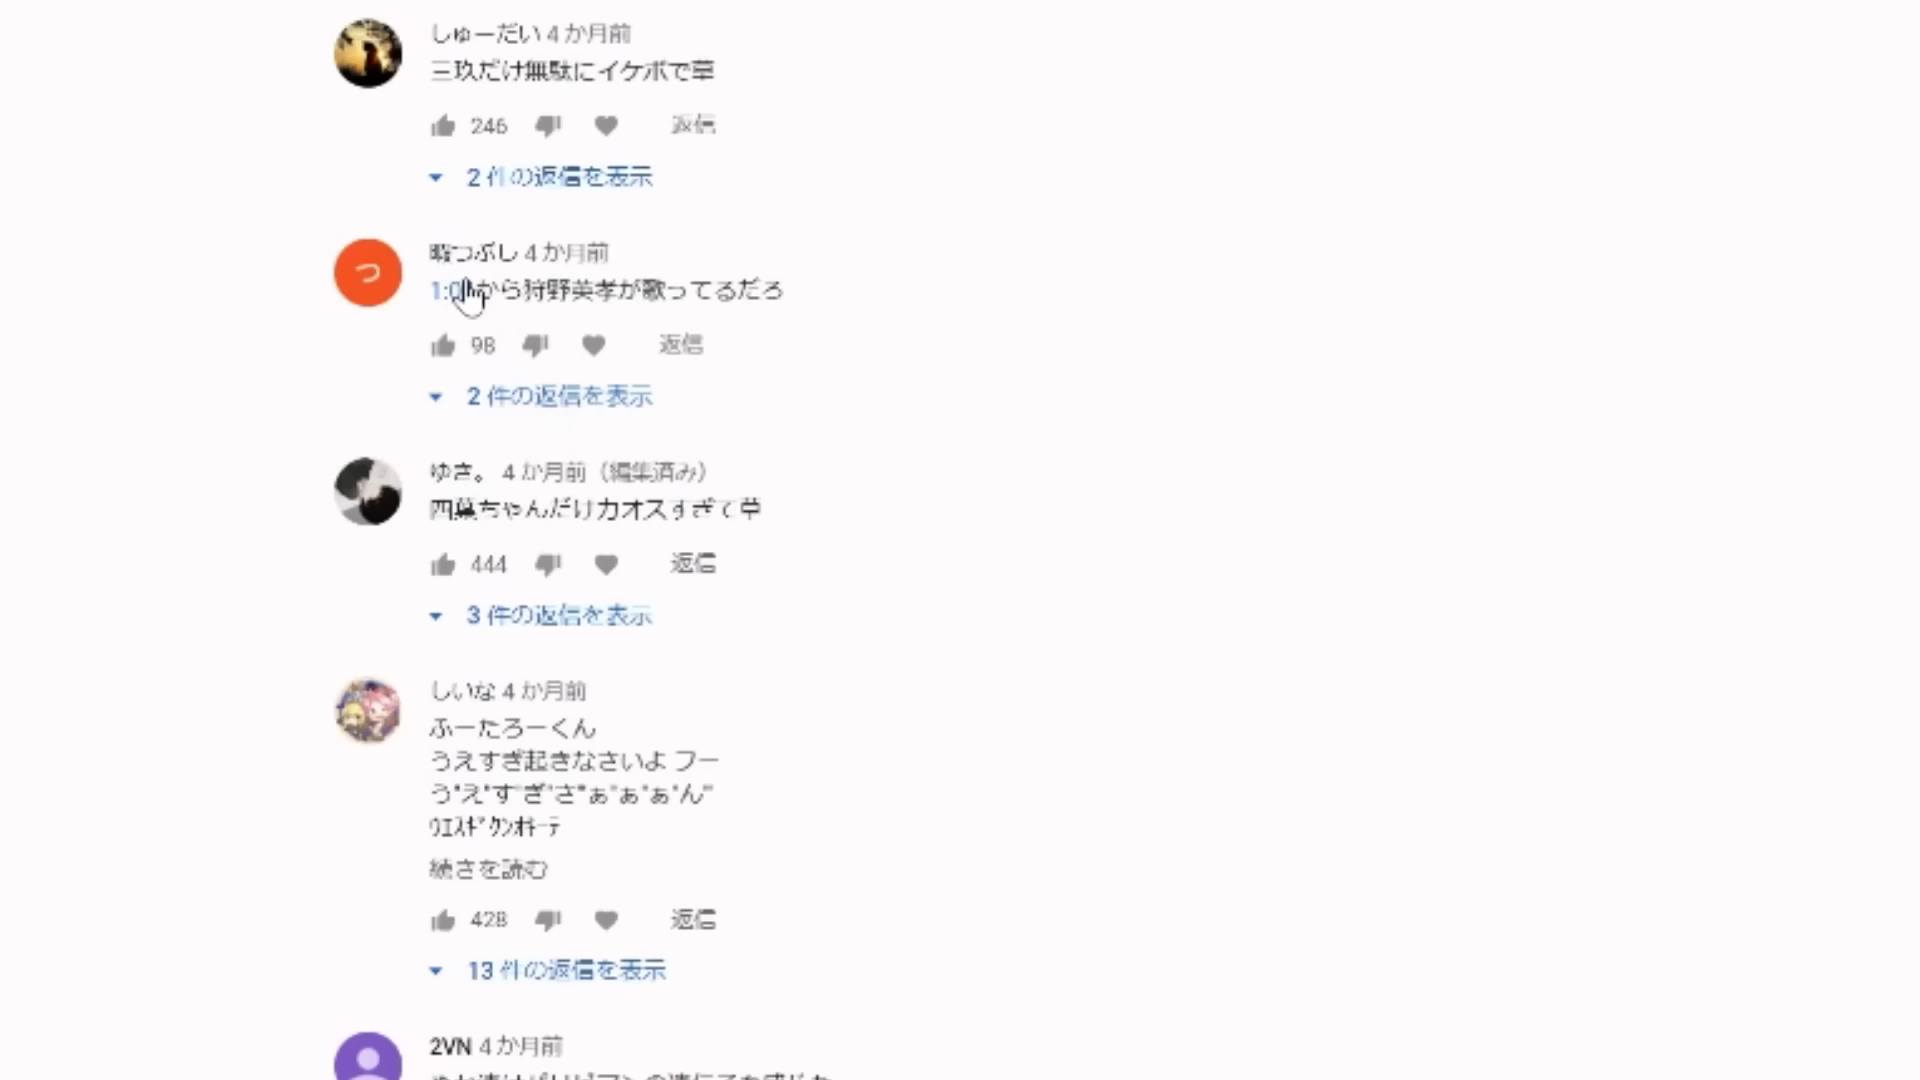 しゅーだい 4 か月前
三玖だけ無駄にイケボで草
246 返信
2 件の返信を表示
つ
暇つぶし 4 か月前
から狩野英孝が歌ってるだろ
98 返信
2 件の返信を表示
ゆき。 4 か月前（編集済み）
四葉ちゃんだけカオスすぎて草
444 返信
3 件の返信を表示
しいな 4 か月前
ふーたろーくん
うえすぎ起きなさいよ フー
う"え"す"ぎ"さ"ぁ"ぁ"ぁ"ん"
ｳｴｽｷﾞｸﾝｵｷｰﾃ
続きを読む
428 返信
13 件の返信を表示
2VN 4 か月前